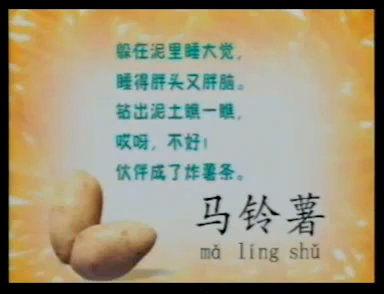 躲在泥里睡大觉，
睡得胖头又胖脑。
钻出泥土瞧一瞧，
哎呀，不好！
伙伴成了炸薯条。
马铃薯
mǎ líng shǔ